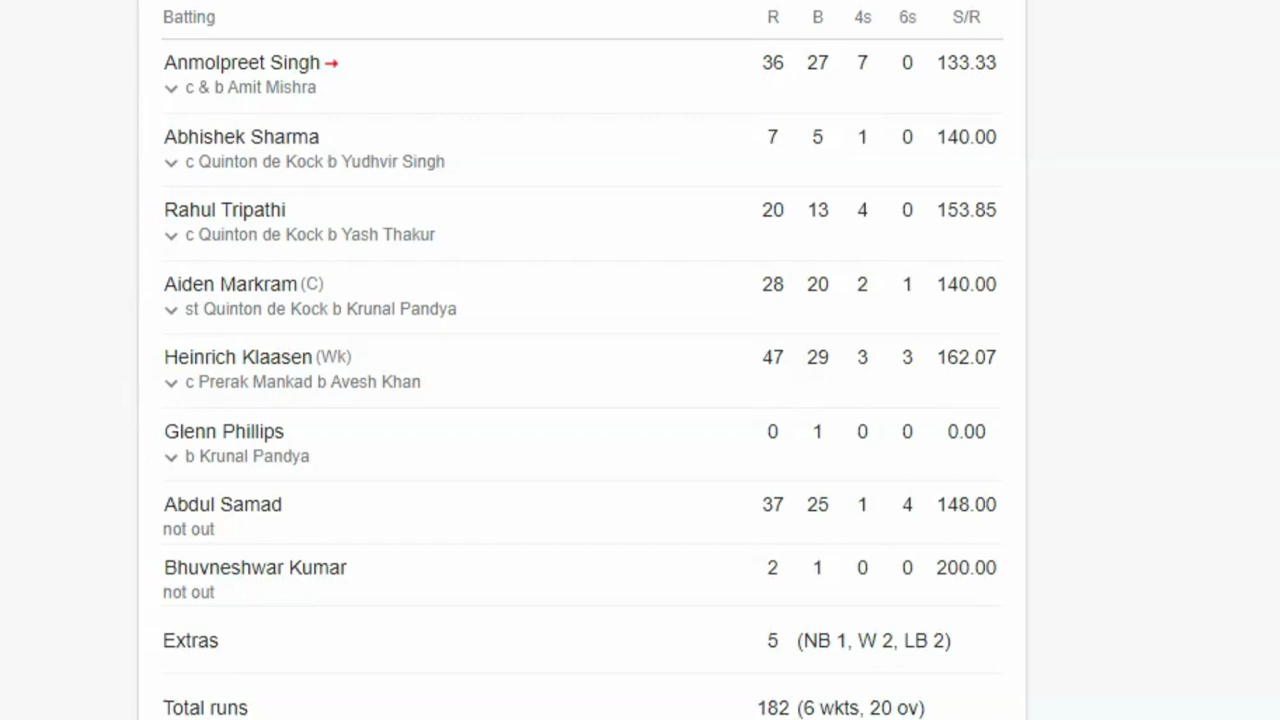 Batting R B 4s 6s S/R
Anmolpreet Singh → 36 27 7 0 133.33
c & b Amit Mishra
Abhishek Sharma 7 5 1 0 140.00
c Quinton de Kock b Yudhvir Singh
Rahul Tripathi 20 13 4 0 153.85
c Quinton de Kock b Yash Thakur
Aiden Markram (C) 28 20 2 1 140.00
st Quinton de Kock b Krunal Pandya
Heinrich Klaasen (Wk) 47 29 3 3 162.07
c Prerak Mankad b Avesh Khan
Glenn Phillips 0 1 0 0 0.00
b Krunal Pandya
Abdul Samad 37 25 1 4 148.00
not out
Bhuvneshwar Kumar 2 1 0 0 200.00
not out
Extras 5 (NB 1, W 2, LB 2)
Total runs 182 (6 wkts, 20 ov)